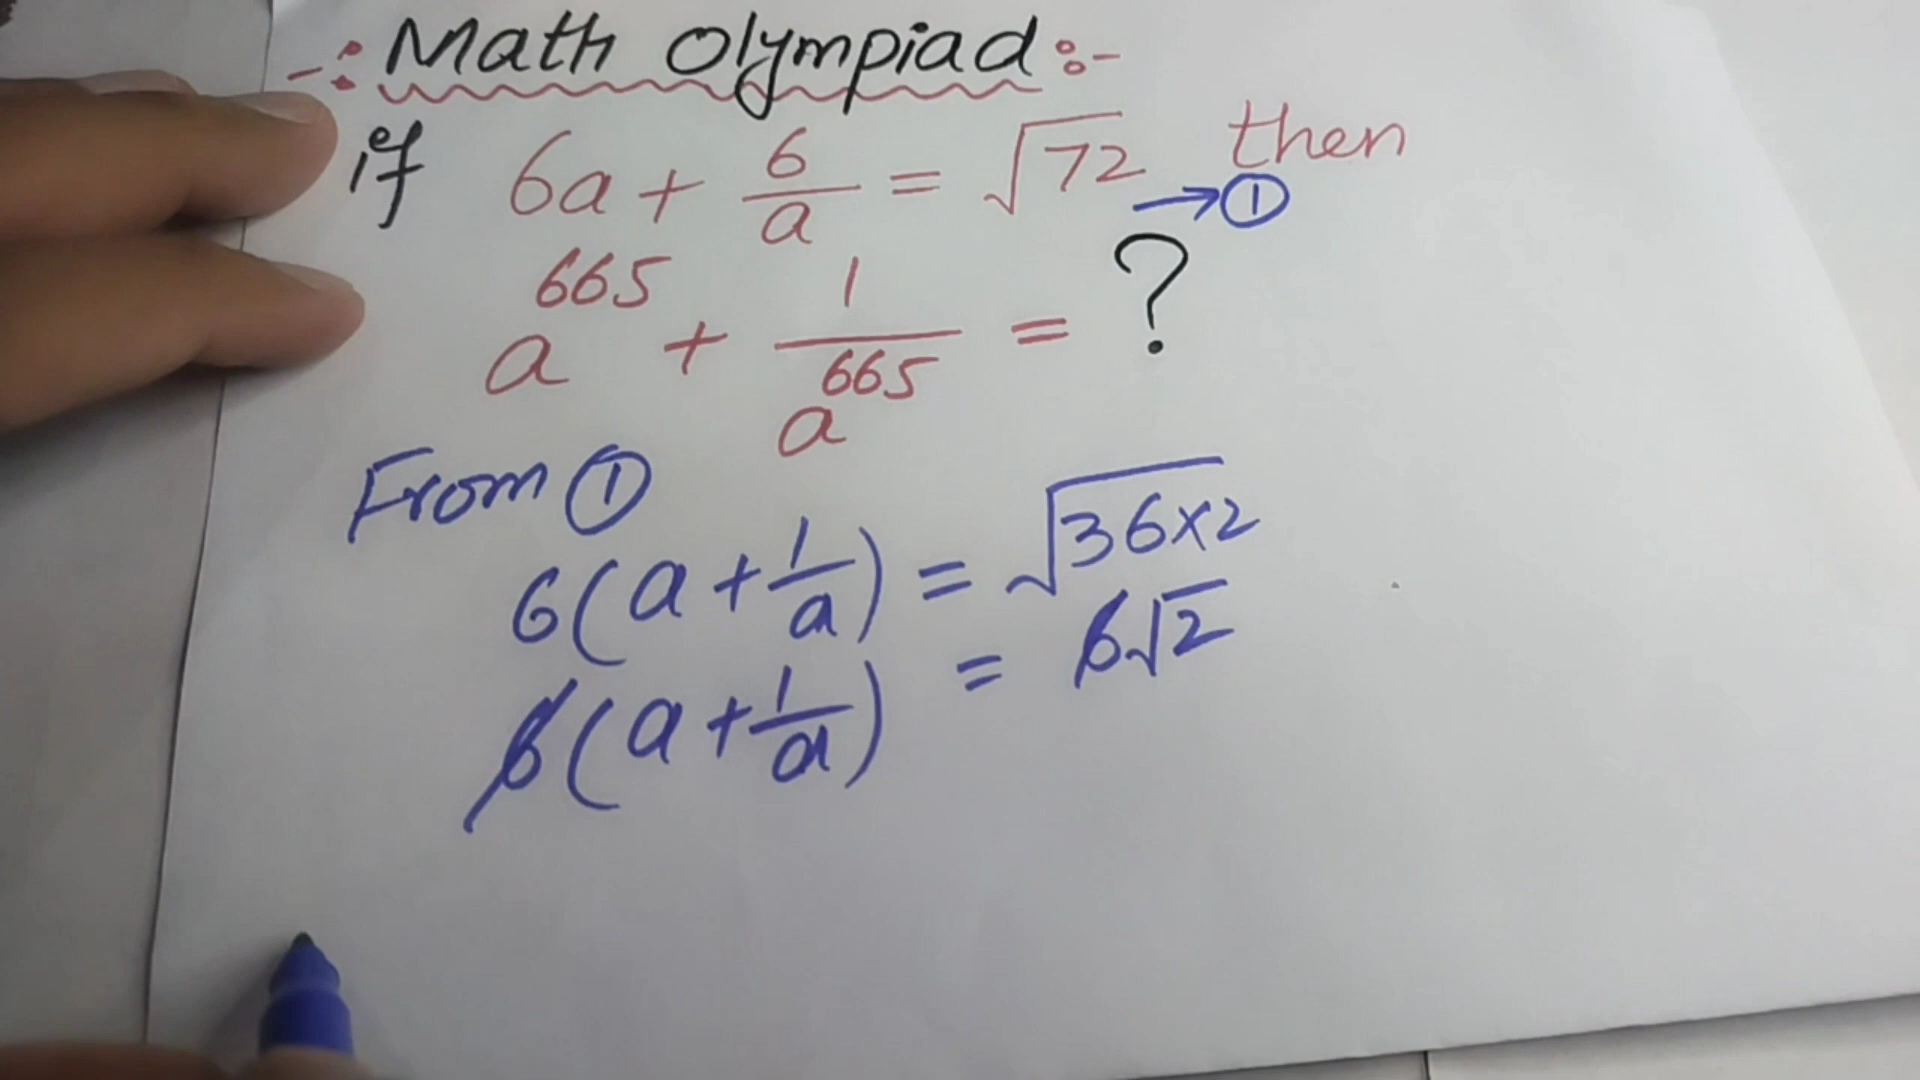 -: Math Olympiad :-
if 6a + 6/a = √72 then
→ ①
a^665 + 1/a^665 = ?
From ①
6(a + 1/a) = √36×2
6(a + 1/a) = 6√2